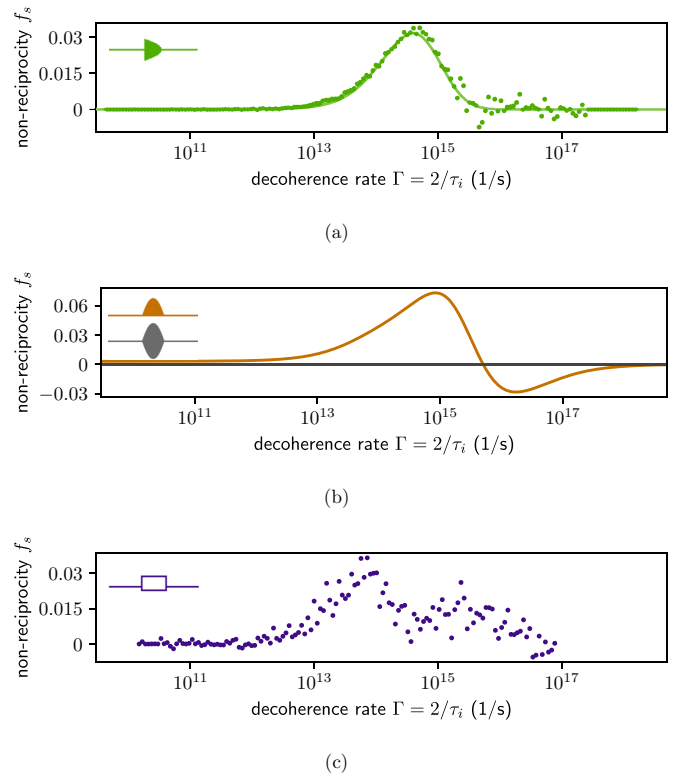 non-reciprocity f_s
0.03
0.015
0
10^11 10^13 10^15 10^17
decoherence rate Γ = 2/τ_i (1/s)
(a)
non-reciprocity f_s
0.06
0.03
0
−0.03
10^11 10^13 10^15 10^17
decoherence rate Γ = 2/τ_i (1/s)
(b)
non-reciprocity f_s
0.03
0.015
0
10^11 10^13 10^15 10^17
decoherence rate Γ = 2/τ_i (1/s)
(c)